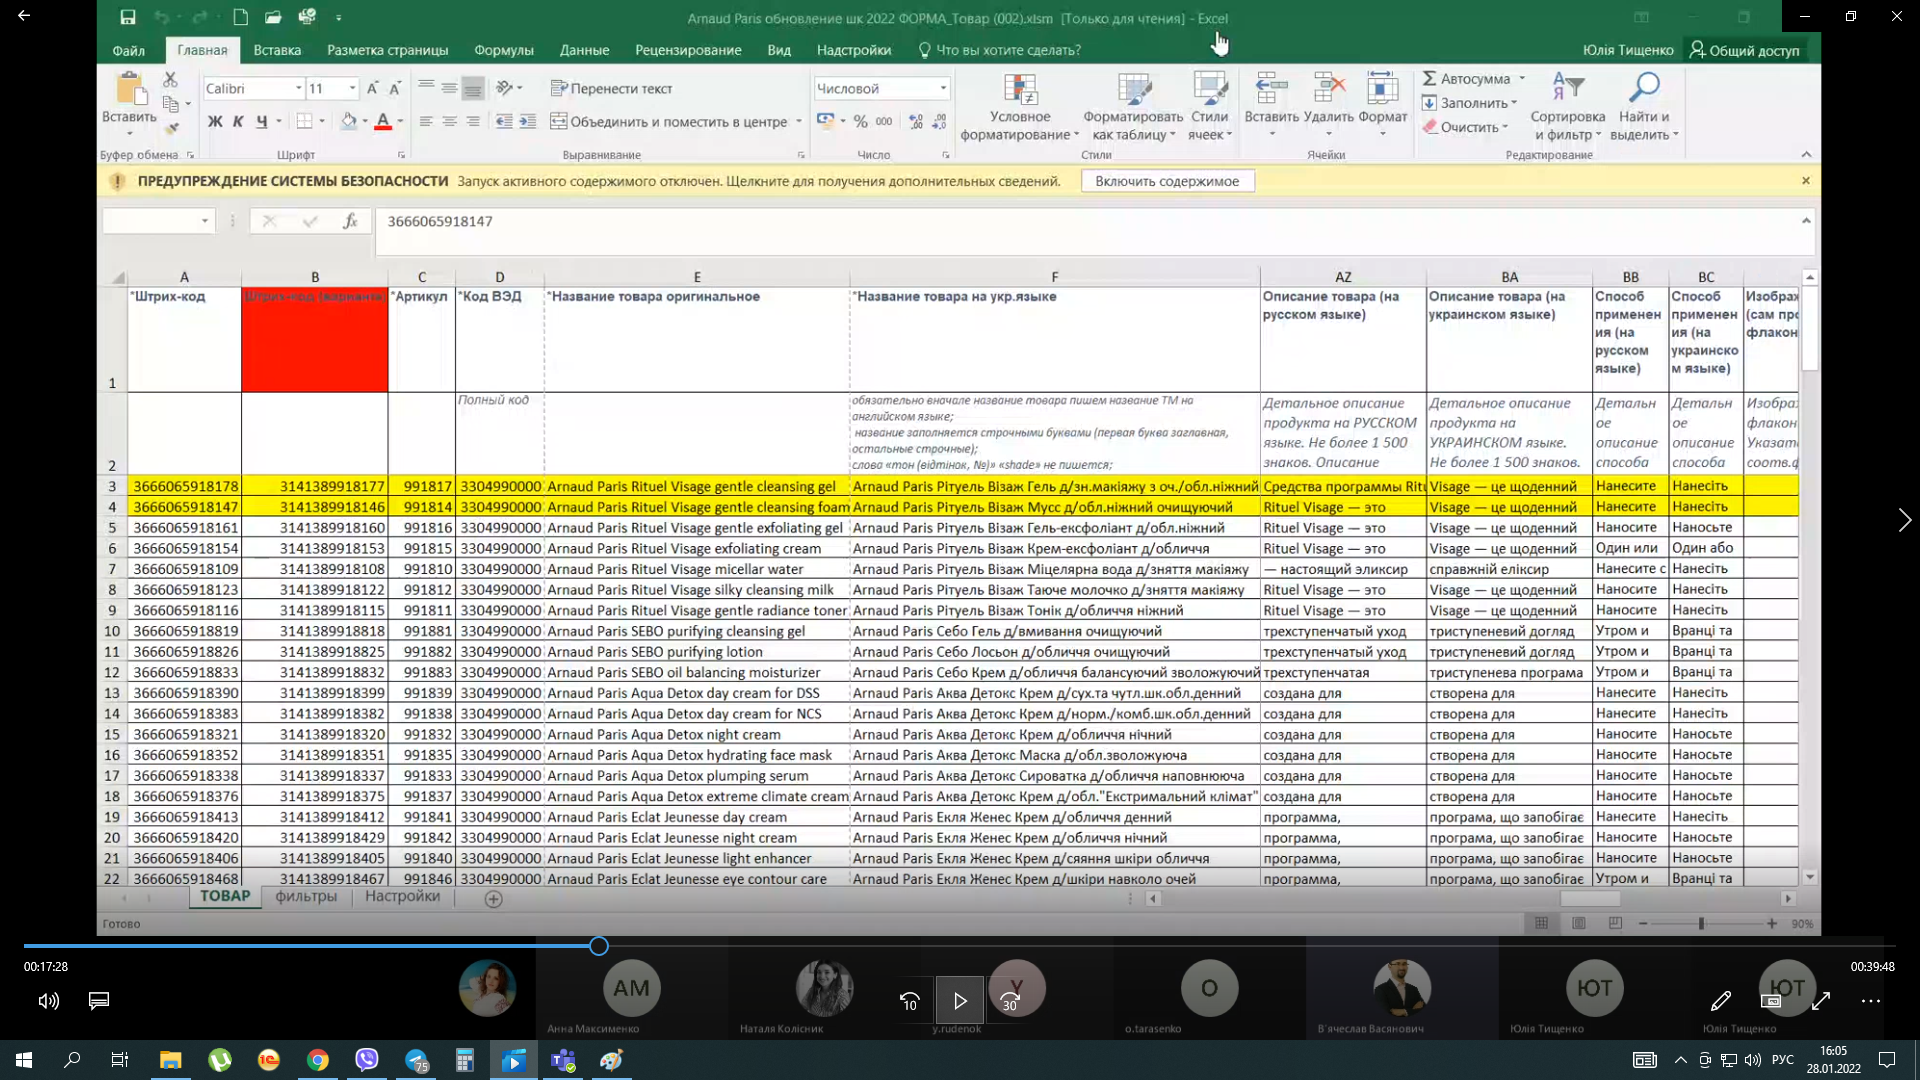 Arnaud Paris обновление шк 2022 ФОРМА_Товар (002).xlsm [Только для чтения] - Excel
Файл Главная Вставка Разметка страницы Формулы Данные Рецензирование Вид Надстройки Что вы хотите сделать? Юлія Тищенко Общий доступ
Вставить Calibri 11 Ж К Ч Перенести текст Объединить и поместить в центре Числовой % 000 Условное форматирование Форматировать как таблицу Стили ячеек Вставить Удалить Формат Автосумма Заполнить Очистить Сортировка и фильтр Найти и выделить
Буфер обмена Шрифт Выравнивание Число Стили Ячейки Редактирование
ПРЕДУПРЕЖДЕНИЕ СИСТЕМЫ БЕЗОПАСНОСТИ Запуск активного содержимого отключен. Щелкните для получения дополнительных сведений. Включить содержимое
fx 3666065918147
A B C D E F AZ BA BB BC
1 *Штрих-код Штрих-код (вариант) *Артикул *Код ВЭД *Название товара оригинальное *Название товара на укр.языке Описание товара (на русском языке) Описание товара (на украинском языке) Способ применен ия (на русском языке) Способ применен ия (на украинско м языке) Изображ (сам про флакон
2 Полный код обязательно вначале название товара пишем название ТМ на английском языке; название заполняется строчными буквами (первая буква заглавная, остальные строчные); слова «тон (відтінок, №)» «shade» не пишется; Детальное описание продукта на РУССКОМ языке. Не более 1 500 знаков. Описание Детальное описание продукта на УКРАИНСКОМ языке. Не более 1 500 знаков. Детальн ое описание способа Детальн ое описание способа Изобра флакон Указат соотв.ф
3 3666065918178 3141389918177 991817 3304990000 Arnaud Paris Rituel Visage gentle cleansing gel Arnaud Paris Рітуель Візаж Гель д/зн.макіяжу з оч./обл.ніжний Средства программы Ritu Visage — це щоденний Нанесите Нанесіть
4 3666065918147 3141389918146 991814 3304990000 Arnaud Paris Rituel Visage gentle cleansing foam Arnaud Paris Рітуель Візаж Мусс д/обл.ніжний очищуючий Rituel Visage — это Visage — це щоденний Нанесите Нанесіть
5 3666065918161 3141389918160 991816 3304990000 Arnaud Paris Rituel Visage gentle exfoliating gel Arnaud Paris Рітуель Візаж Гель-ексфоліант д/обл.ніжний Rituel Visage — это Visage — це щоденний Наносите Наносьте
6 3666065918154 3141389918153 991815 3304990000 Arnaud Paris Rituel Visage exfoliating cream Arnaud Paris Рітуель Візаж Крем-ексфоліант д/обличчя Rituel Visage — это Visage — це щоденний Один или Один або
7 3666065918109 3141389918108 991810 3304990000 Arnaud Paris Rituel Visage micellar water Arnaud Paris Рітуель Візаж Міцелярна вода д/зняття макіяжу — настоящий эликсир справжній еліксир Нанесите с Нанесіть
8 3666065918123 3141389918122 991812 3304990000 Arnaud Paris Rituel Visage silky cleansing milk Arnaud Paris Рітуель Візаж Таюче молочко д/зняття макіяжу Rituel Visage — это Visage — це щоденний Наносите Нанесіть
9 3666065918116 3141389918115 991811 3304990000 Arnaud Paris Rituel Visage gentle radiance toner Arnaud Paris Рітуель Візаж Тонік д/обличчя ніжний Rituel Visage — это Visage — це щоденний Наносите Нанесіть
10 3666065918819 3141389918818 991881 3304990000 Arnaud Paris SEBO purifying cleansing gel Arnaud Paris Себо Гель д/вмивання очищуючий трехступенчатый уход триступеневий догляд Утром и Вранці та
11 3666065918826 3141389918825 991882 3304990000 Arnaud Paris SEBO purifying lotion Arnaud Paris Себо Лосьон д/обличчя очищуючий трехступенчатый уход триступеневий догляд Утром и Вранці та
12 3666065918833 3141389918832 991883 3304990000 Arnaud Paris SEBO oil balancing moisturizer Arnaud Paris Себо Крем д/обличчя балансуючий зволожуючий трехступенчатая триступенева програма Утром и Вранці та
13 3666065918390 3141389918399 991839 3304990000 Arnaud Paris Aqua Detox day cream for DSS Arnaud Paris Аква Детокс Крем д/сух.та чутл.шк.обл.денний создана для створена для Нанесите Нанесіть
14 3666065918383 3141389918382 991838 3304990000 Arnaud Paris Aqua Detox day cream for NCS Arnaud Paris Аква Детокс Крем д/норм./комб.шк.обл.денний создана для створена для Нанесите Нанесіть
15 3666065918321 3141389918320 991832 3304990000 Arnaud Paris Aqua Detox night cream Arnaud Paris Аква Детокс Крем д/обличчя нічний создана для створена для Наносите Наносьте
16 3666065918352 3141389918351 991835 3304990000 Arnaud Paris Aqua Detox hydrating face mask Arnaud Paris Аква Детокс Маска д/обл.зволожуюча создана для створена для Наносите Наносьте
17 3666065918338 3141389918337 991833 3304990000 Arnaud Paris Aqua Detox plumping serum Arnaud Paris Аква Детокс Сироватка д/обличчя наповнююча создана для створена для Наносите Наносьте
18 3666065918376 3141389918375 991837 3304990000 Arnaud Paris Aqua Detox extreme climate cream Arnaud Paris Аква Детокс Крем д/обл."Екстримальний клімат" создана для створена для Наносите Наносьте
19 3666065918413 3141389918412 991841 3304990000 Arnaud Paris Eclat Jeunesse day cream Arnaud Paris Екля Женес Крем д/обличчя денний программа, програма, що запобігає Нанесите Наносьте
20 3666065918420 3141389918429 991842 3304990000 Arnaud Paris Eclat Jeunesse night cream Arnaud Paris Екля Женес Крем д/обличчя нічний программа, програма, що запобігає Наносите Наносьте
21 3666065918406 3141389918405 991840 3304990000 Arnaud Paris Eclat Jeunesse light enhancer Arnaud Paris Екля Женес Крем д/сяяння шкіри обличчя программа, програма, що запобігає Наносите Наносьте
22 3666065918468 3141389918467 991846 3304990000 Arnaud Paris Eclat Jeunesse eye contour care Arnaud Paris Екля Женес Крем д/шкіри навколо очей программа, програма, що запобігає Утром и Вранці та
ТОВАР фильтры Настройки
Готово 90%
00:17:28 00:39:48
АМ 10 У 30 О ЮТ ЮТ
Анна Максименко Наталя Колісник y.rudenok o.tarasenko В'ячеслав Васянович Юлія Тищенко Юлія Тищенко
75 РУС 16:05
28.01.2022